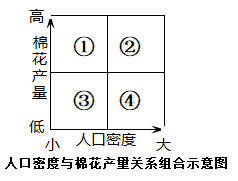 高
棉花产量
① ②
③ ④
低
小 人口密度 大
人口密度与棉花产量关系组合示意图